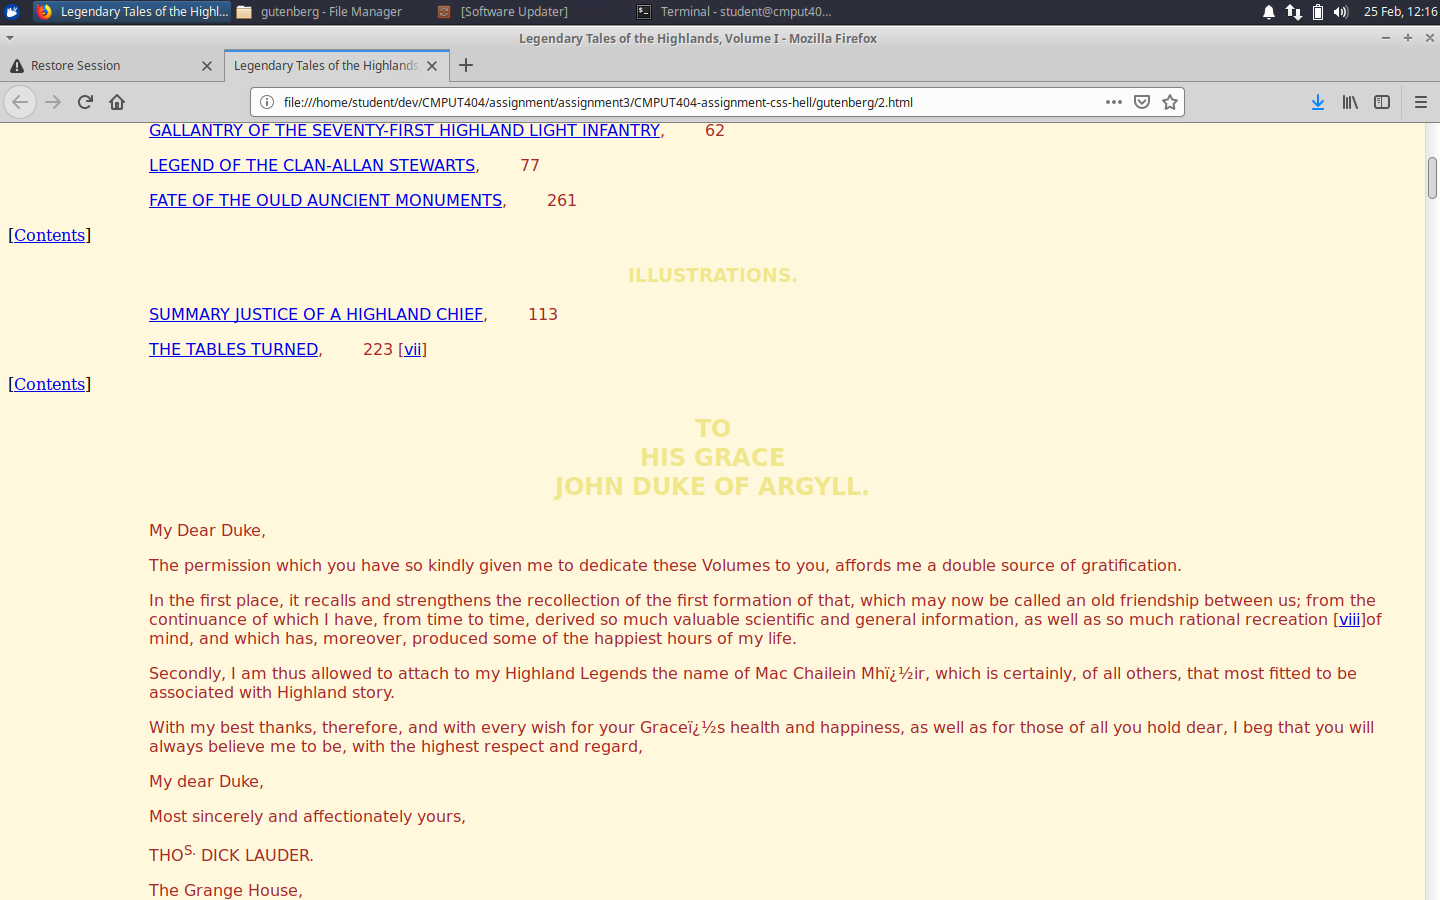 Legendary Tales of the Highl...
gutenberg - File Manager
[Software Updater]
Terminal - student@cmput40...
25 Feb, 12:16
Legendary Tales of the Highlands, Volume I - Mozilla Firefox
Restore Session
Legendary Tales of the Highlands
file:///home/student/dev/CMPUT404/assignment/assignment3/CMPUT404-assignment-css-hell/gutenberg/2.html
GALLANTRY OF THE SEVENTY-FIRST HIGHLAND LIGHT INFANTRY, 62
LEGEND OF THE CLAN-ALLAN STEWARTS, 77
FATE OF THE OULD AUNCIENT MONUMENTS, 261
[Contents]
ILLUSTRATIONS.
SUMMARY JUSTICE OF A HIGHLAND CHIEF, 113
THE TABLES TURNED, 223 [vii]
[Contents]
TO
HIS GRACE
JOHN DUKE OF ARGYLL.
My Dear Duke,
The permission which you have so kindly given me to dedicate these Volumes to you, affords me a double source of gratification.
In the first place, it recalls and strengthens the recollection of the first formation of that, which may now be called an old friendship between us; from the
continuance of which I have, from time to time, derived so much valuable scientific and general information, as well as so much rational recreation [viii]of
mind, and which has, moreover, produced some of the happiest hours of my life.
Secondly, I am thus allowed to attach to my Highland Legends the name of Mac Chailein Mhï¿½ir, which is certainly, of all others, that most fitted to be
associated with Highland story.
With my best thanks, therefore, and with every wish for your Graceï¿½s health and happiness, as well as for those of all you hold dear, I beg that you will
always believe me to be, with the highest respect and regard,
My dear Duke,
Most sincerely and affectionately yours,
THOS. DICK LAUDER.
The Grange House,